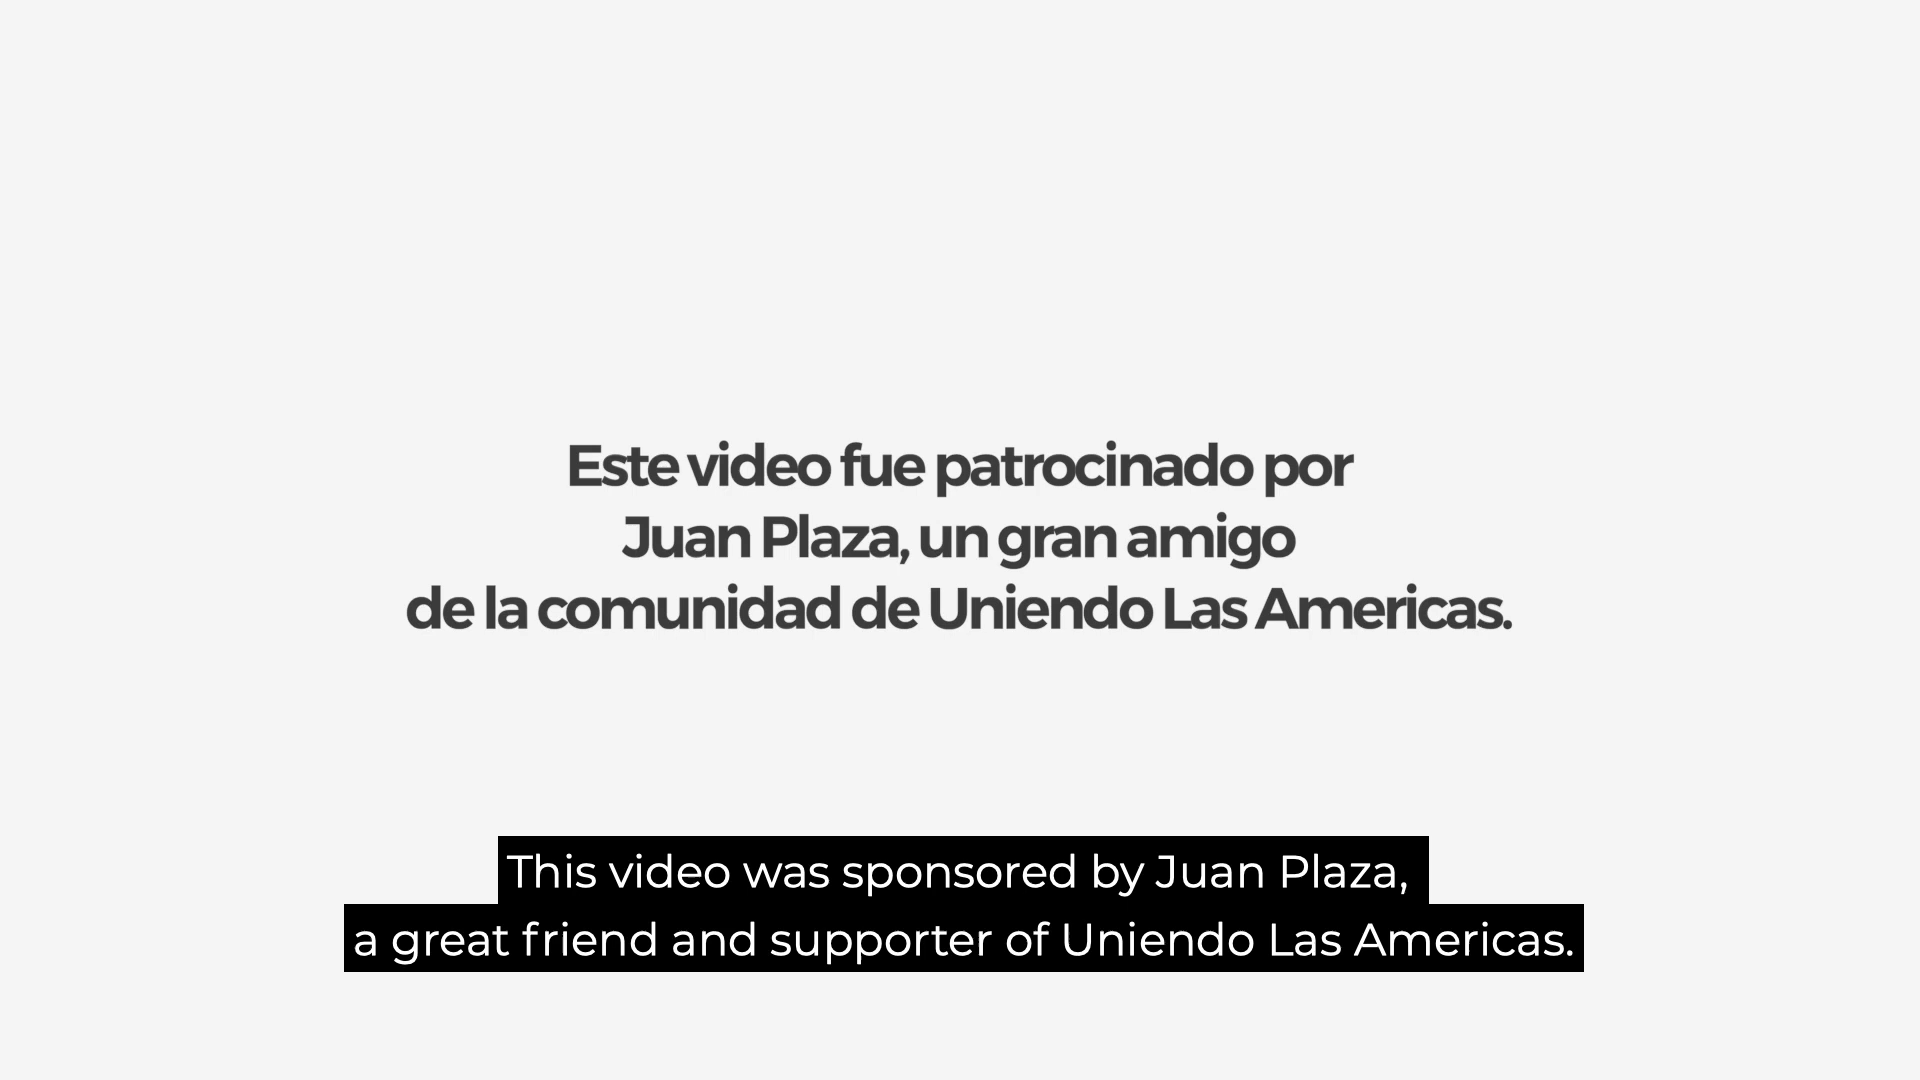 Este video fue patrocinado por
Juan Plaza, un gran amigo
de la comunidad de Uniendo Las Americas.
This video was sponsored by Juan Plaza,
a great friend and supporter of Uniendo Las Americas.